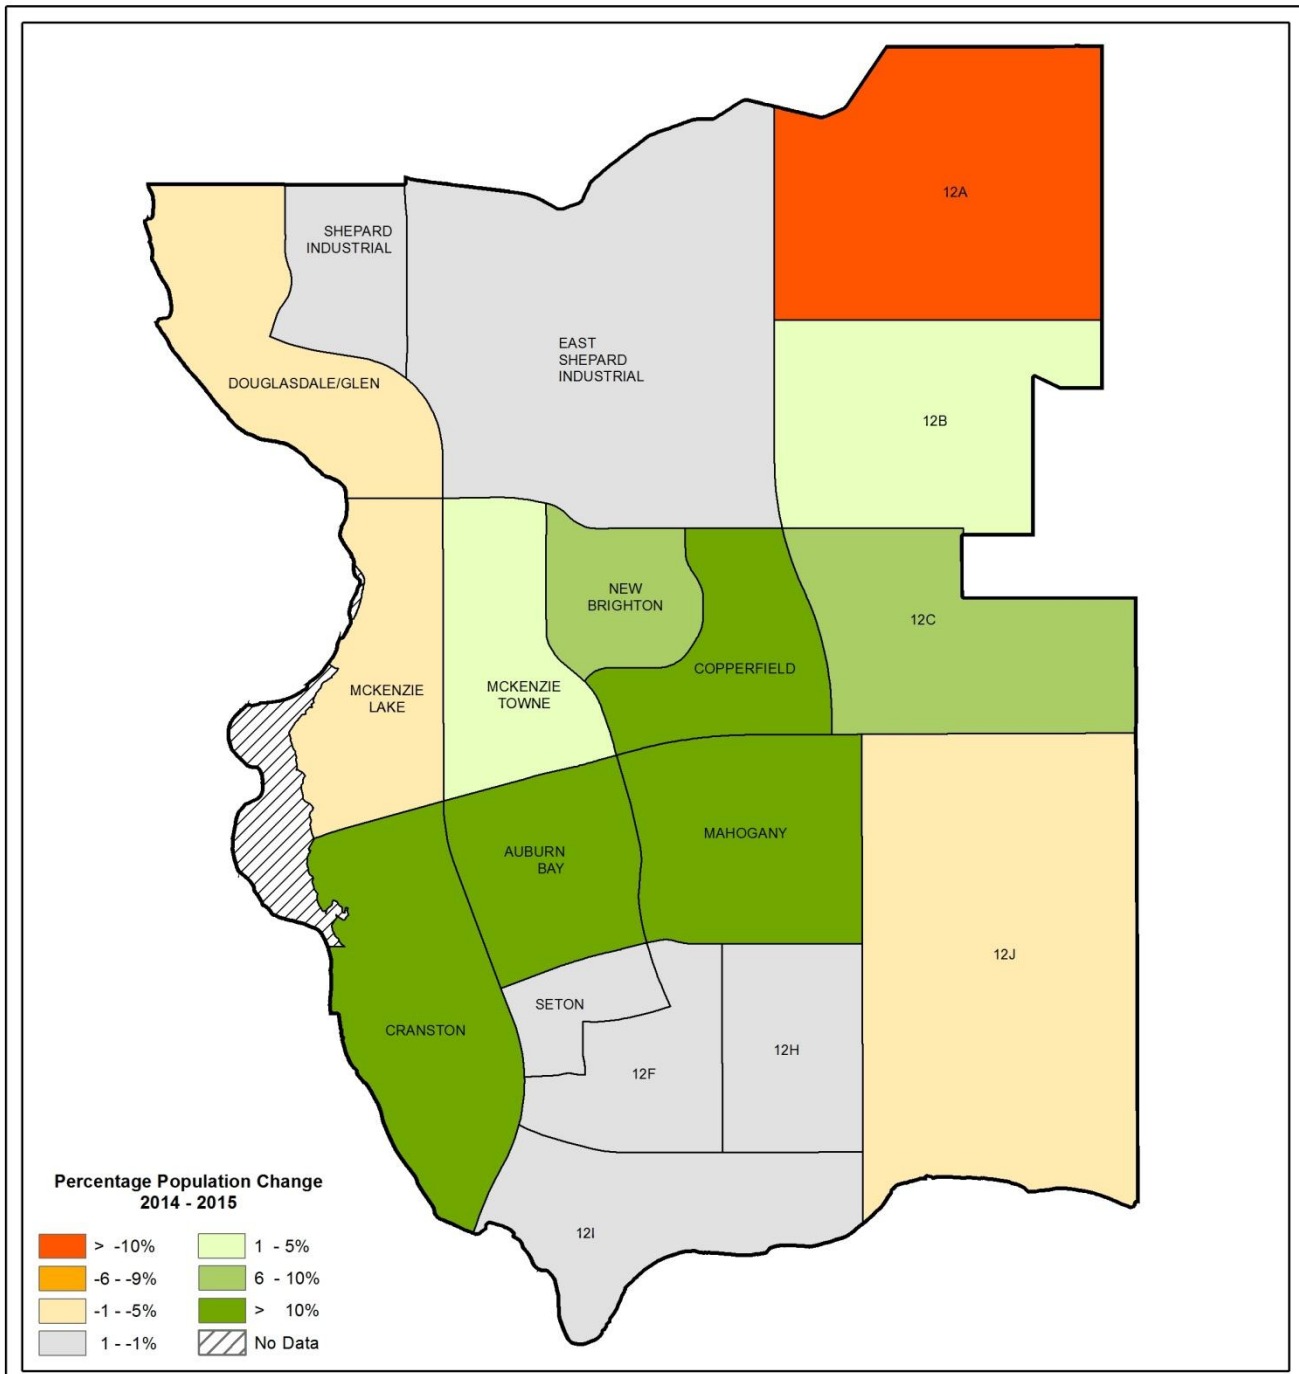 12A
SHEPARD
INDUSTRIAL
EAST
SHEPARD
INDUSTRIAL
DOUGLASDALE/GLEN
12B
NEW
BRIGHTON
12C
COPPERFIELD
MCKENZIE
LAKE
MCKENZIE
TOWNE
MAHOGANY
AUBURN
BAY
12J
SETON
CRANSTON
12H
12F
12I
Percentage Population Change
2014 - 2015
> -10%
-6 - -9%
-1 - -5%
1 - -1%
1 - 5%
6 - 10%
> 10%
No Data